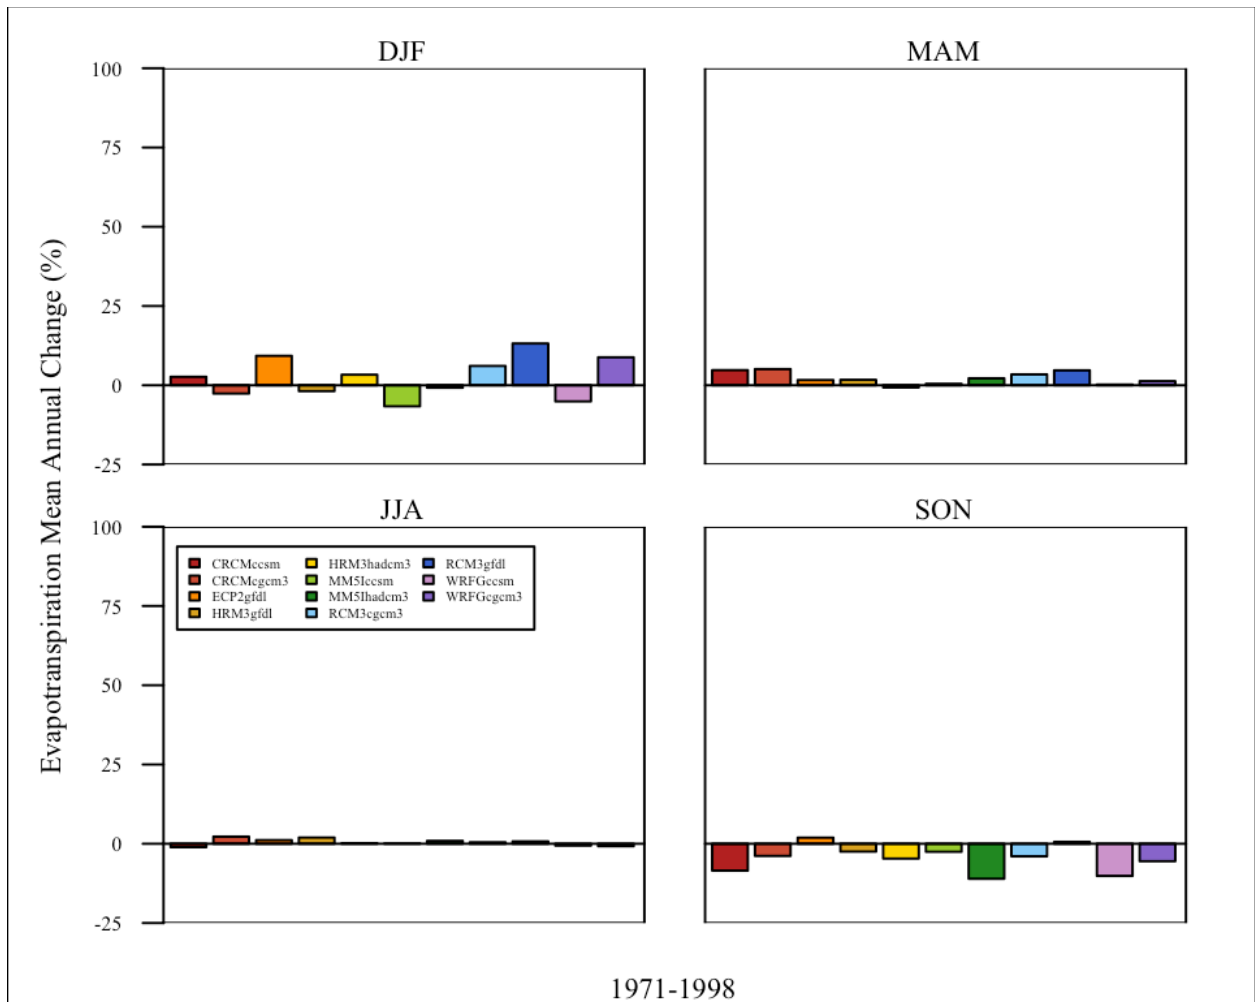 DJF
MAM
100
75
50
25
0
-25
Evapotranspiration Mean Annual Change (%)
JJA
SON
100
75
50
25
0
-25
CRCMccsm
CRCMcgcm3
ECP2gfdl
HRM3gfdl
HRM3hadcm3
MM5Iccsm
MM5Ihadcm3
RCM3cgcm3
RCM3gfdl
WRFGccsm
WRFGcgcm3
1971-1998